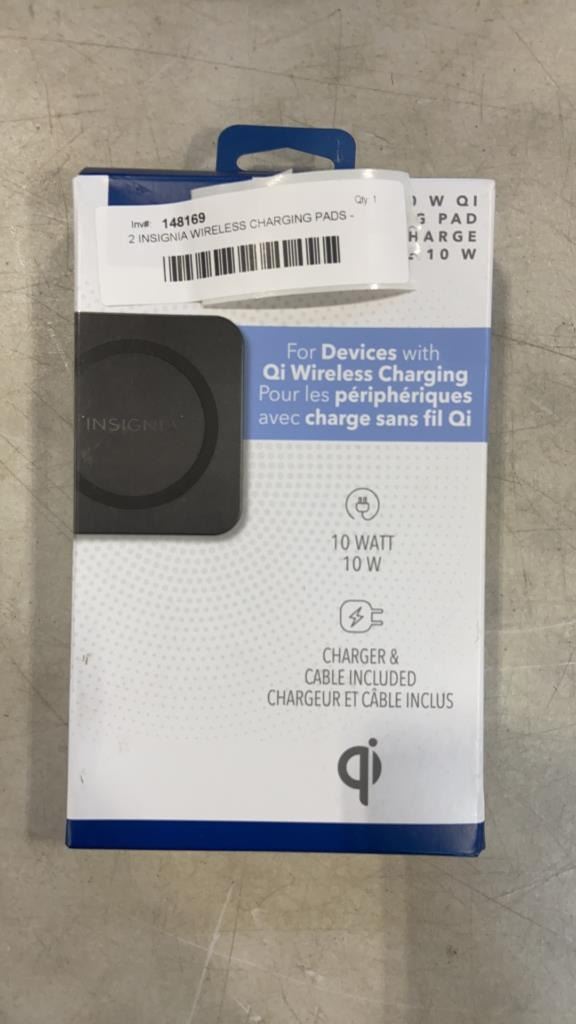 Qty: 1
Inv#: 148169
2 INSIGNIA WIRELESS CHARGING PADS -
W QI
PAD
HARGE
10 W
INSIGNIA
For Devices with
Qi Wireless Charging
Pour les périphériques
avec charge sans fil Qi
10 WATT
10 W
CHARGER &
CABLE INCLUDED
CHARGEUR ET CÂBLE INCLUS
qi